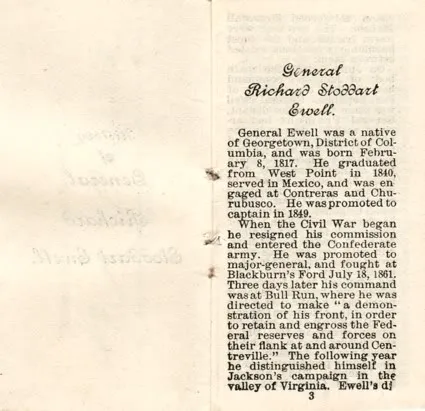 General
Richard Stoddart
Ewell.
General Ewell was a native
of Georgetown, District of Col-
umbia, and was born Febru-
ary 8, 1817. He graduated
from West Point in 1840,
served in Mexico, and was en-
gaged at Contreras and Chu-
rubusco. He was promoted to
captain in 1849.
When the Civil War began
he resigned his commission
and entered the Confederate
army. He was promoted to
major-general, and fought at
Blackburn's Ford July 18, 1861.
Three days later his command
was at Bull Run, where he was
directed to make "a demon-
stration of his front, in order
to retain and engross the Fed-
eral reserves and forces on
their flank at and around Cen-
treville." The following year
he distinguished himself in
Jackson's campaign in the
valley of Virginia. Ewell's di
3